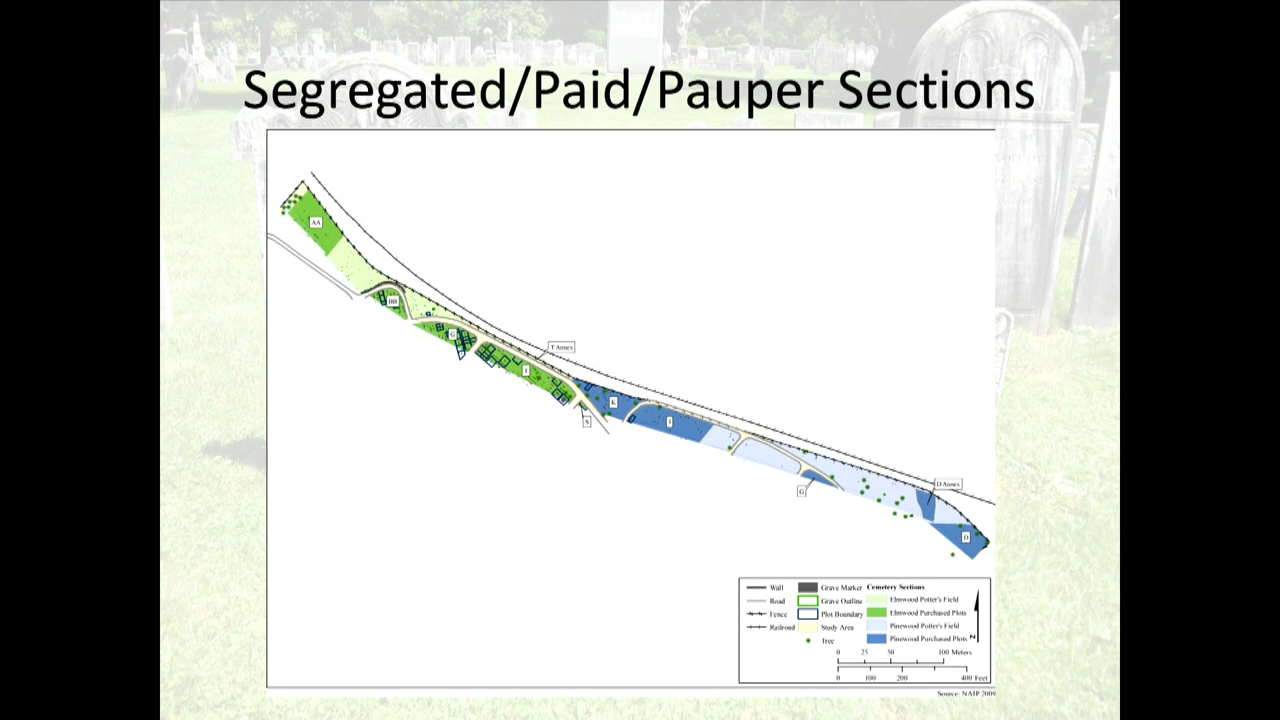 Segregated/Paid/Pauper Sections
AA
BB
G
T Annex
I
K
S
J
G
D Annex
D
Wall
Road
Fence
Railroad
Grave Marker
Grave Outline
Plot Boundary
Study Area
Tree
Cemetery Sections
Elmwood Potter's Field
Elmwood Purchased Plots
Pinewood Potter's Field
Pinewood Purchased Plots
N
0 25 50 100 Meters
0 100 200 400 Feet
Source: NAIP 2009